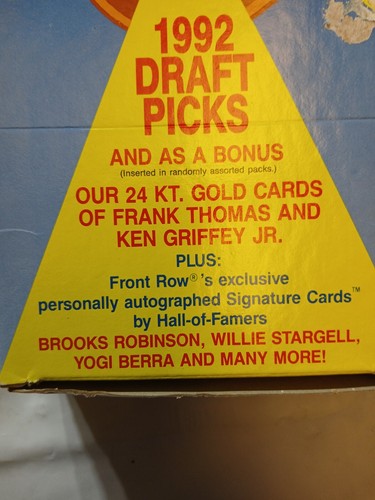 1992
DRAFT
PICKS
AND AS A BONUS
(Inserted in randomly assorted packs.)
OUR 24 KT. GOLD CARDS
OF FRANK THOMAS AND
KEN GRIFFEY JR.
PLUS:
Front Row®'s exclusive
personally autographed Signature Cards™
by Hall-of-Famers
BROOKS ROBINSON, WILLIE STARGELL,
YOGI BERRA AND MANY MORE!